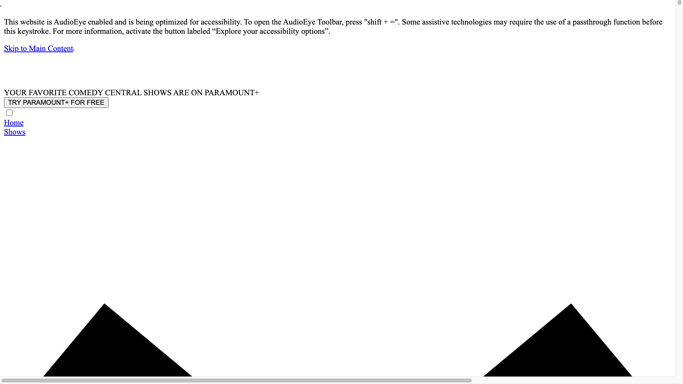 This website is AudioEye enabled and is being optimized for accessibility. To open the AudioEye Toolbar, press "shift + =". Some assistive technologies may require the use of a passthrough function before
this keystroke. For more information, activate the button labeled “Explore your accessibility options”.
Skip to Main Content
YOUR FAVORITE COMEDY CENTRAL SHOWS ARE ON PARAMOUNT+
TRY PARAMOUNT+ FOR FREE
Home
Shows